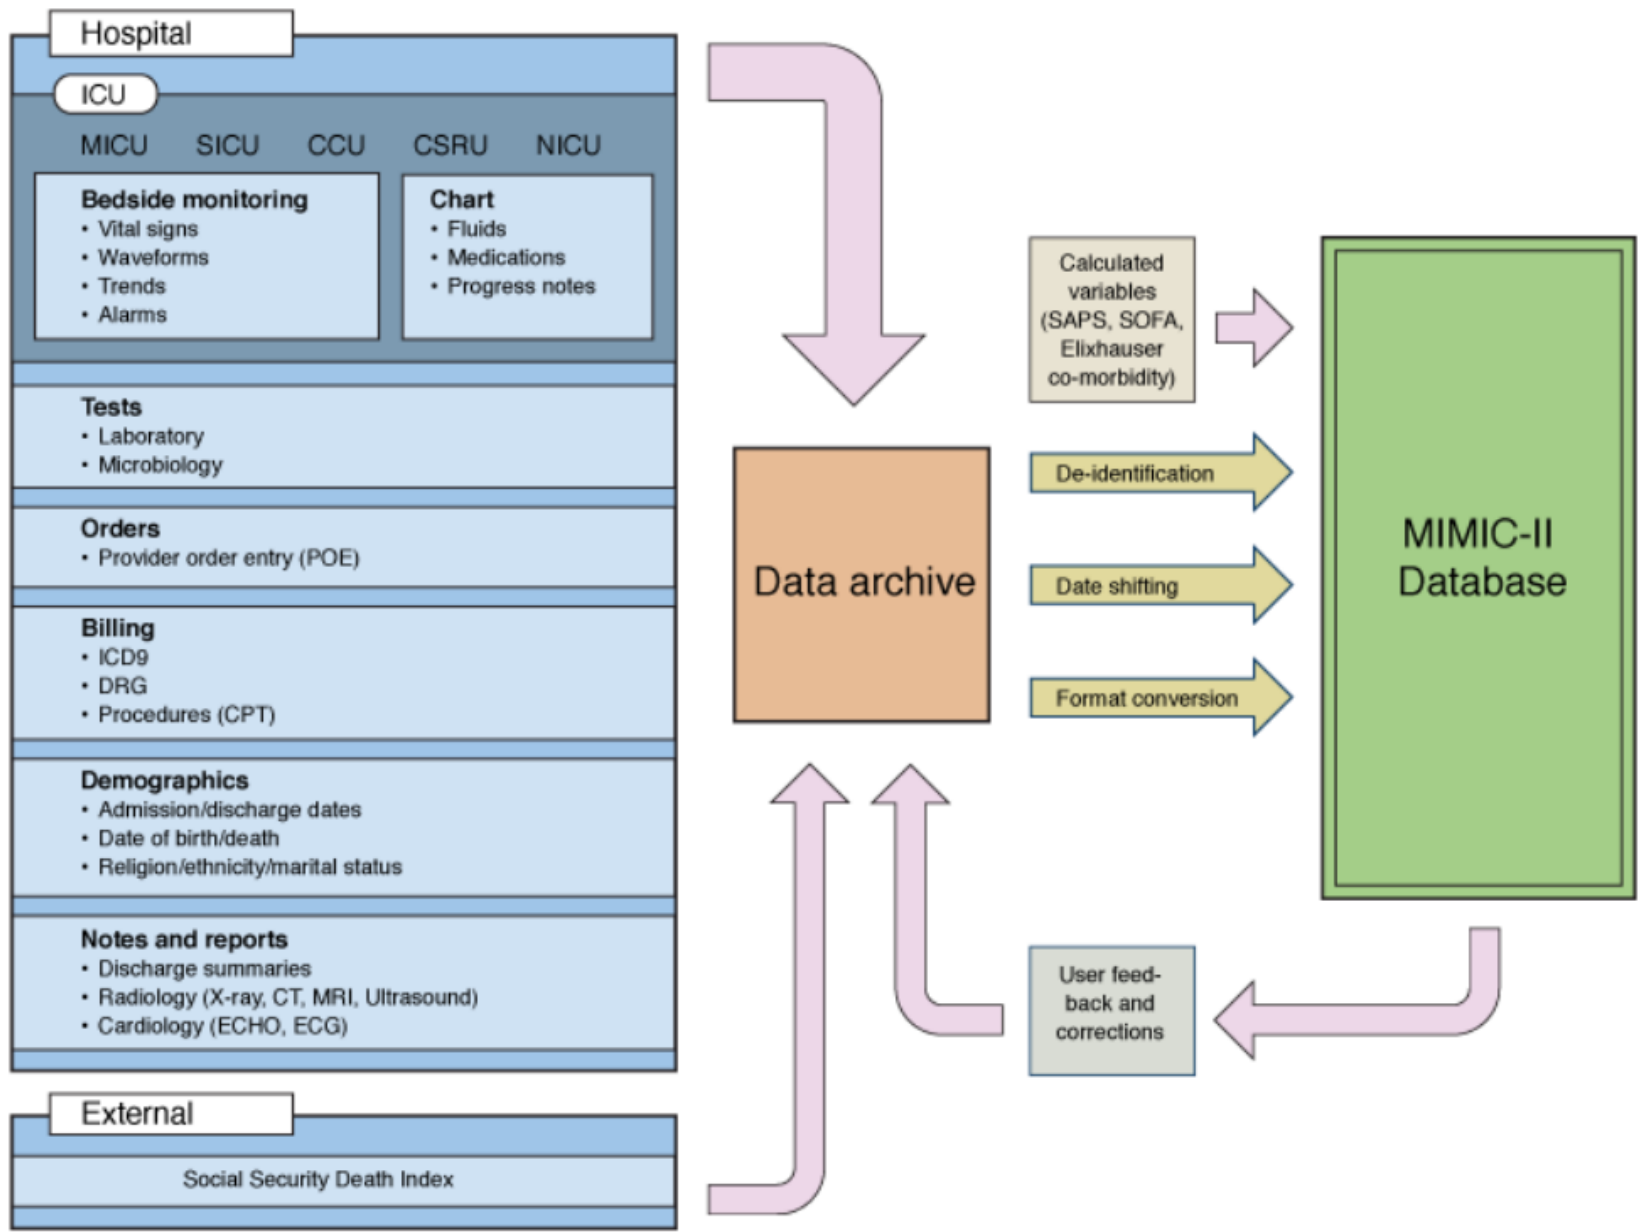 Hospital
ICU
MICU SICU CCU CSRU NICU
Bedside monitoring
• Vital signs
• Waveforms
• Trends
• Alarms
Chart
• Fluids
• Medications
• Progress notes
Tests
• Laboratory
• Microbiology
Orders
• Provider order entry (POE)
Billing
• ICD9
• DRG
• Procedures (CPT)
Demographics
• Admission/discharge dates
• Date of birth/death
• Religion/ethnicity/marital status
Notes and reports
• Discharge summaries
• Radiology (X-ray, CT, MRI, Ultrasound)
• Cardiology (ECHO, ECG)
External
Social Security Death Index
Data archive
Calculated
variables
(SAPS, SOFA,
Elixhauser
co-morbidity)
De-identification
Date shifting
Format conversion
User feed-
back and
corrections
MIMIC-II
Database